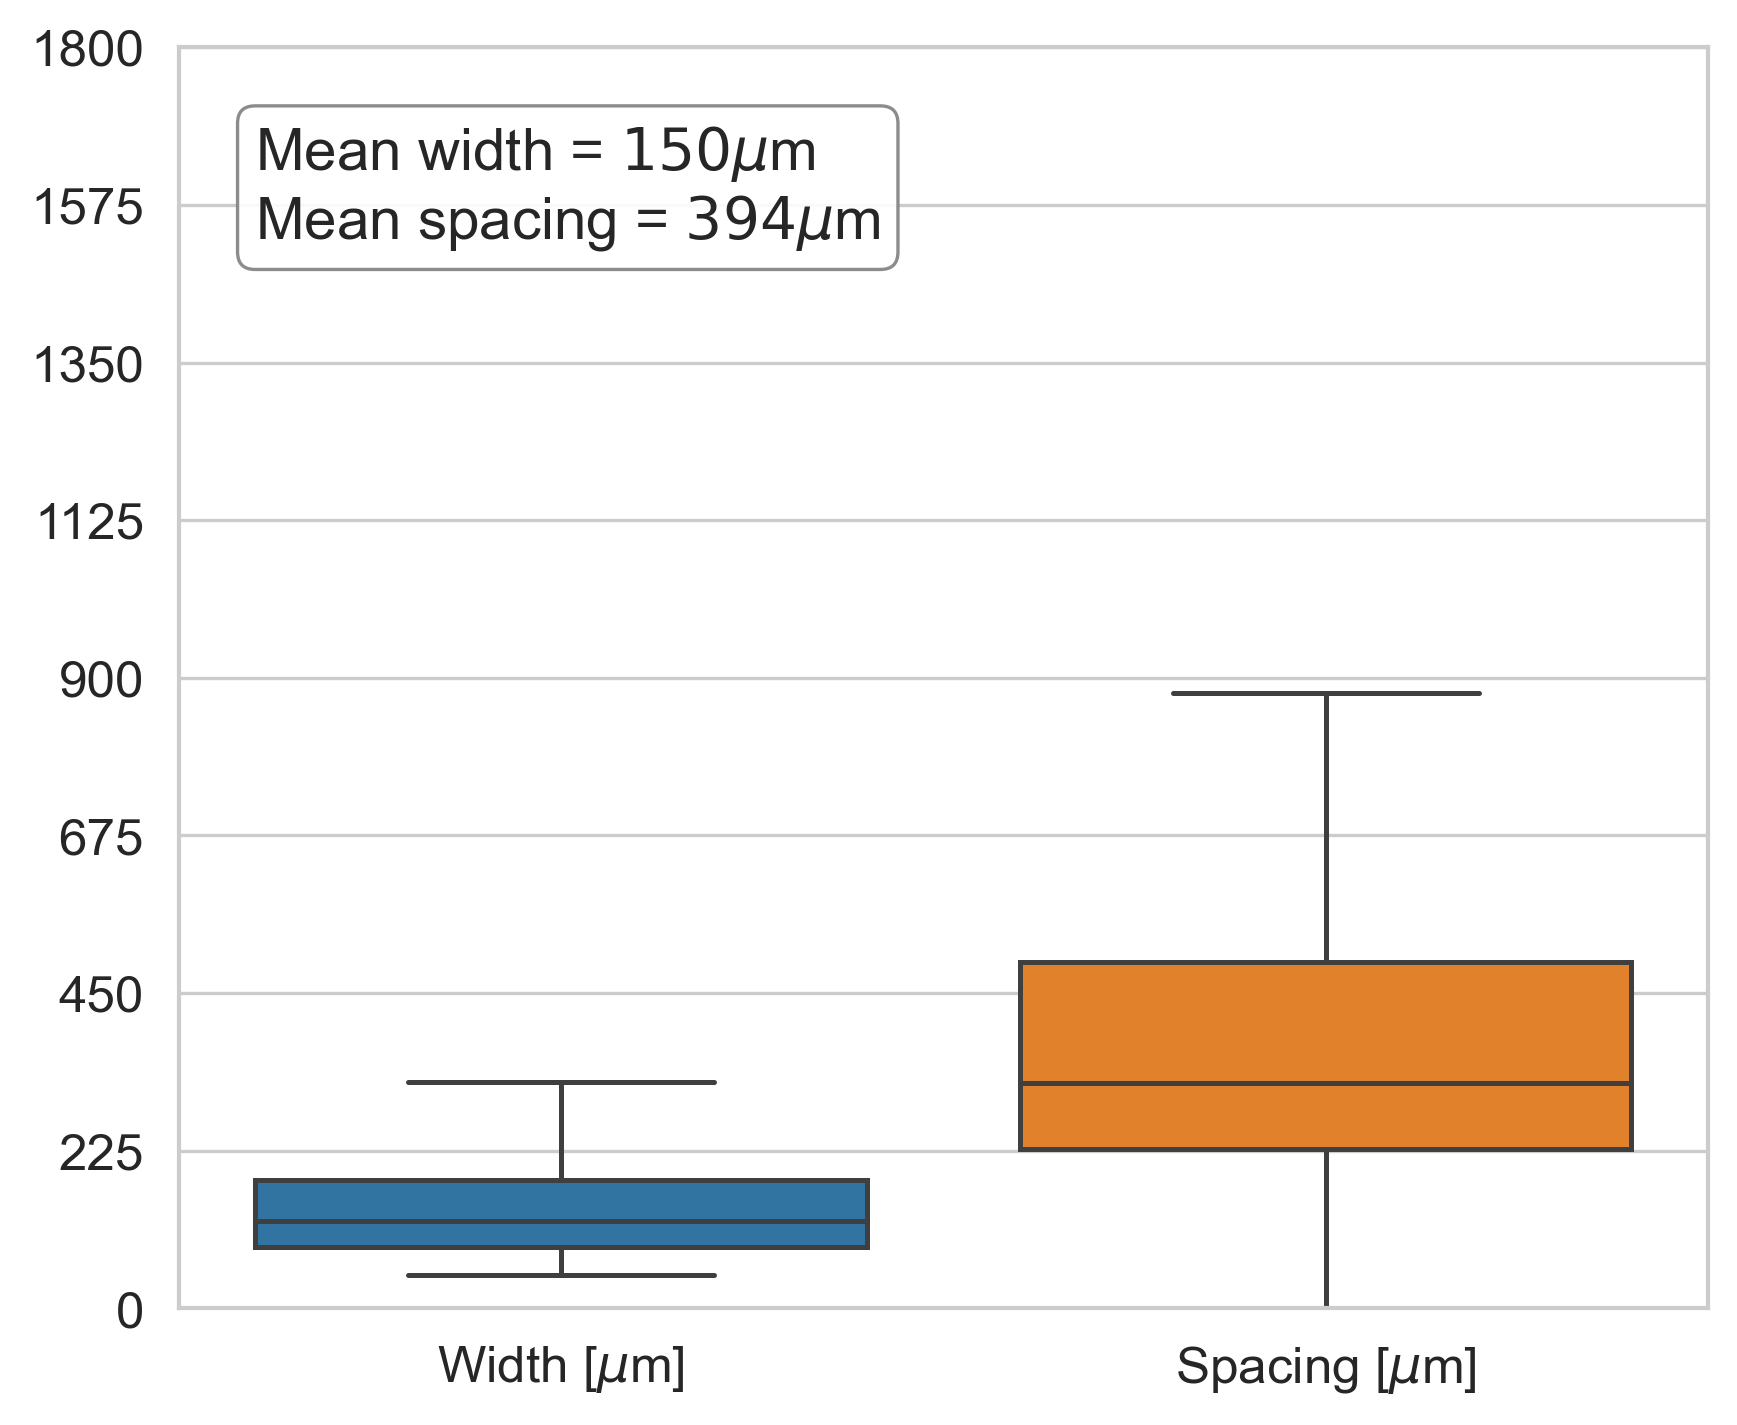 1800
1575
1350
1125
900
675
450
225
0
Mean width = 150μm
Mean spacing = 394μm
Width [μm]
Spacing [μm]